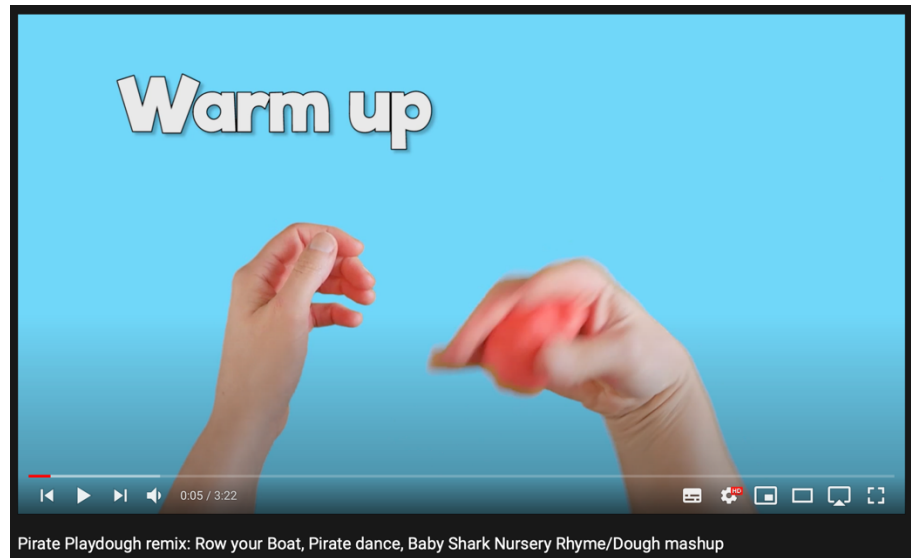 Warm up
0:05 / 3:22
HD
Pirate Playdough remix: Row your Boat, Pirate dance, Baby Shark Nursery Rhyme/Dough mashup